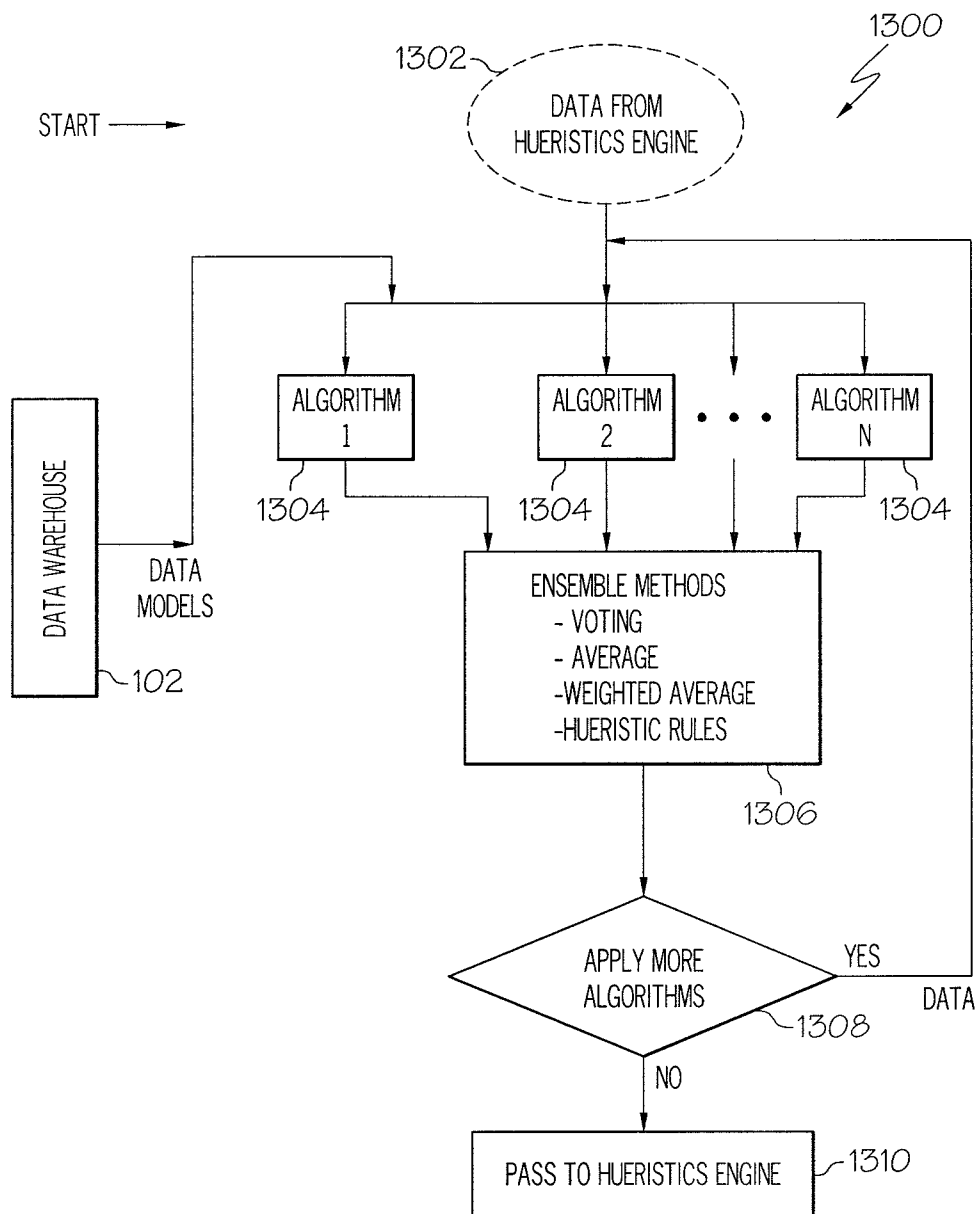 1300
1302
START
DATA FROM
HUERISTICS ENGINE
ALGORITHM
1
ALGORITHM
2
ALGORITHM
N
1304
1304
1304
DATA WAREHOUSE
DATA
MODELS
102
ENSEMBLE METHODS
- VOTING
- AVERAGE
-WEIGHTED AVERAGE
-HUERISTIC RULES
1306
APPLY MORE
ALGORITHMS
YES
DATA
1308
NO
PASS TO HUERISTICS ENGINE
1310